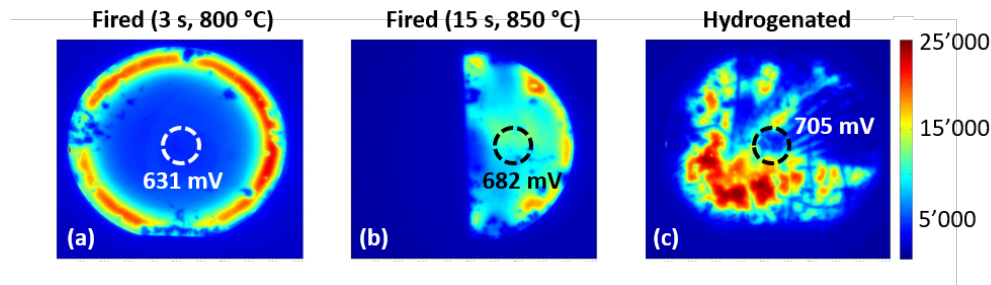 Fired (3 s, 800 °C)
Fired (15 s, 850 °C)
Hydrogenated
25’000
15’000
5’000
631 mV
682 mV
705 mV
(a)
(b)
(c)